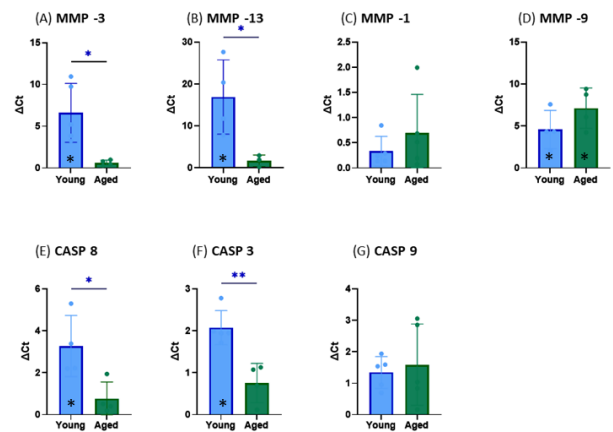 (A) MMP -3
(B) MMP -13
(C) MMP -1
(D) MMP -9
ΔCt
15
10
5
0
*
*
Young Aged
ΔCt
30
20
10
0
*
*
Young Aged
ΔCt
2.5
2.0
1.5
1.0
0.5
0.0
Young Aged
ΔCt
15
10
5
0
*
*
Young Aged
(E) CASP 8
(F) CASP 3
(G) CASP 9
ΔCt
6
4
2
0
*
*
Young Aged
ΔCt
3
2
1
0
**
*
Young Aged
ΔCt
4
3
2
1
0
Young Aged